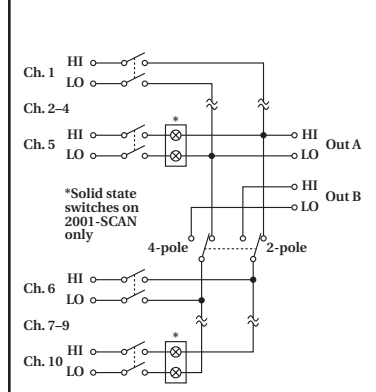 Ch. 1 HI
LO
Ch. 2–4
*
Ch. 5 HI
LO
HI Out A
LO
*Solid state
switches on
2001-SCAN
only
HI Out B
LO
4-pole 2-pole
Ch. 6 HI
LO
Ch. 7–9
*
Ch. 10 HI
LO